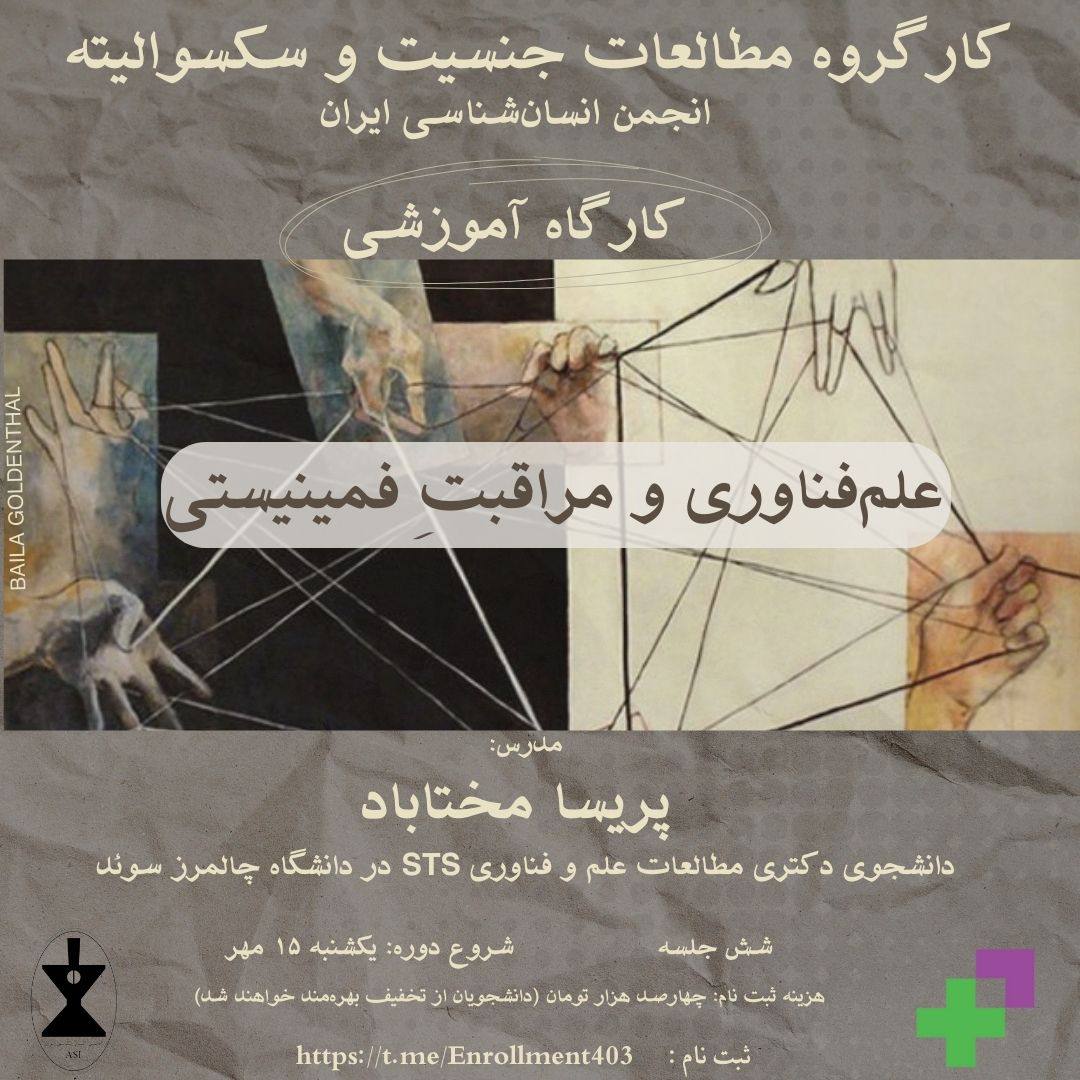 کارگروه مطالعات جنسیت و سکسوالیته
انجمن انسان‌شناسی ایران
کارگاه آموزشی
BAILA GOLDENTHAL
علم‌فناوری و مراقبتِ فمینیستی
مدرس:
پریسا مختاباد
دانشجوی دکتری مطالعات علم و فناوری STS در دانشگاه چالمرز سوئد
شش جلسه
شروع دوره: یکشنبه ۱۵ مهر
هزینه ثبت نام: چهارصد هزار تومان (دانشجویان از تخفیف بهره‌مند خواهند شد)
ثبت نام : https://t.me/Enrollment403
ASI